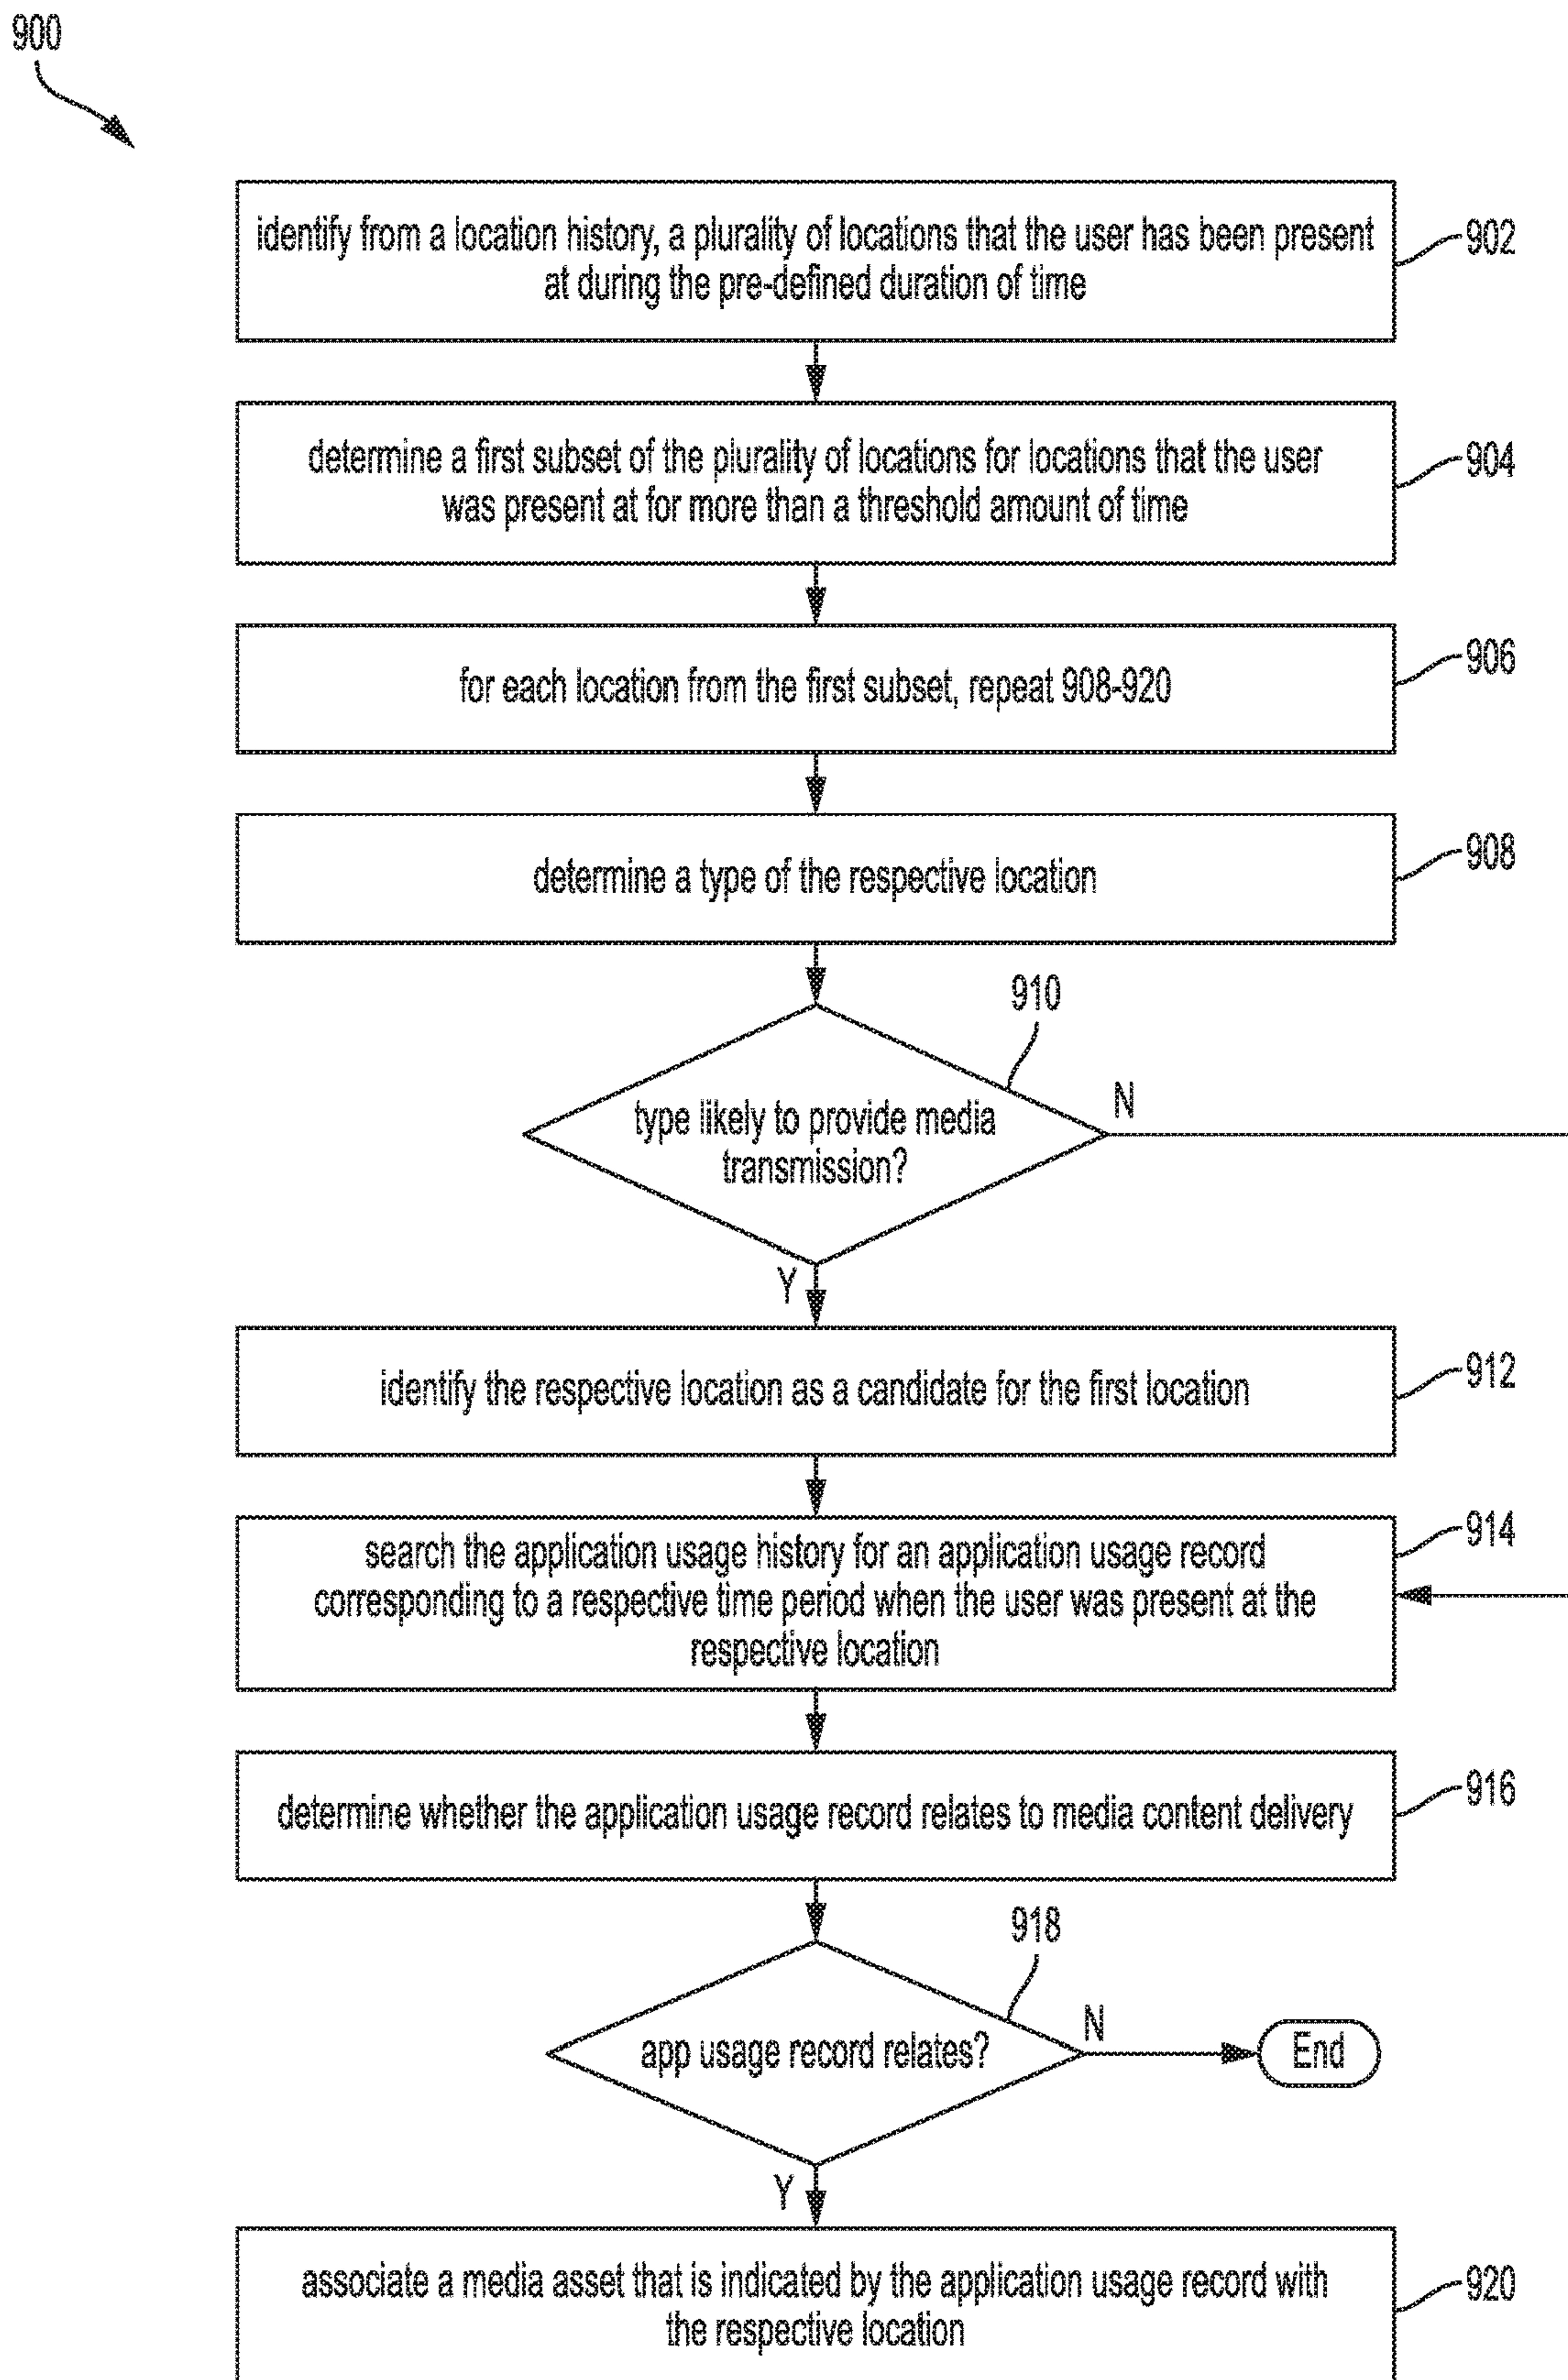 900
identify from a location history, a plurality of locations that the user has been present
at during the pre-defined duration of time
902
determine a first subset of the plurality of locations for locations that the user
was present at for more than a threshold amount of time
904
for each location from the first subset, repeat 908-920
906
determine a type of the respective location
908
910
type likely to provide media
transmission?
N
Y
identify the respective location as a candidate for the first location
912
search the application usage history for an application usage record
corresponding to a respective time period when the user was present at the
respective location
914
determine whether the application usage record relates to media content delivery
916
918
app usage record relates?
N
End
Y
associate a media asset that is indicated by the application usage record with
the respective location
920